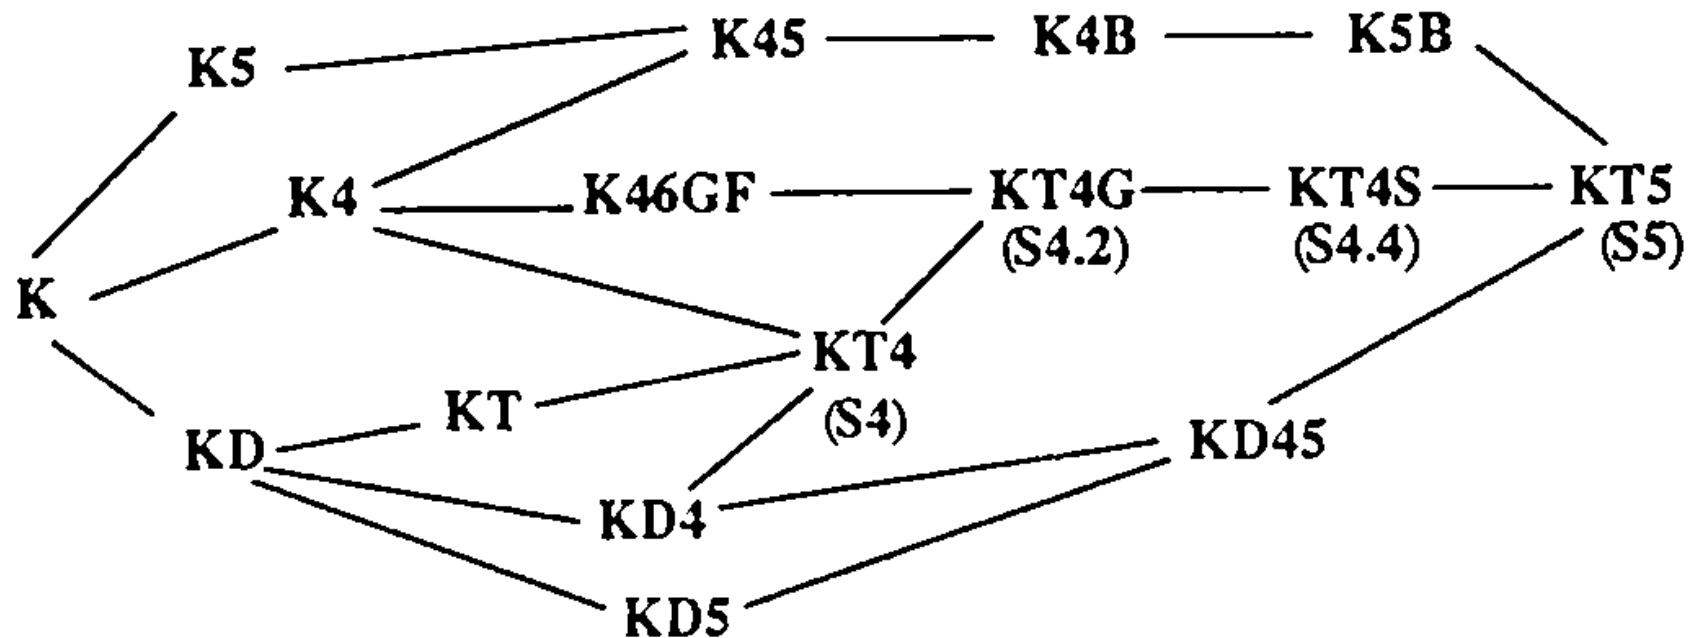 K5 K45 K4B K5B
K4 K46GF KT4G KT4S KT5
(S4.2) (S4.4) (S5)
K
KT4
KT (S4)
KD KD45
KD4
KD5